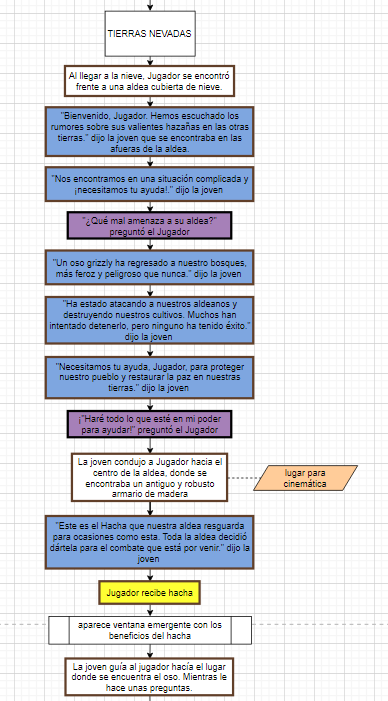 TIERRAS NEVADAS
Al llegar a la nieve, Jugador se encontró
frente a una aldea cubierta de nieve.
"Bienvenido, Jugador. Hemos escuchado los
rumores sobre sus valientes hazañas en las otras
tierras." dijo la joven que se encontraba en las
afueras de la aldea.
"Nos encontramos en una situación complicada y
¡necesitamos tu ayuda!." dijo la joven
"¿Qué mal amenaza a su aldea?"
preguntó el Jugador
"Un oso grizzly ha regresado a nuestro bosques,
más feroz y peligroso que nunca." dijo la joven
"Ha estado atacando a nuestros aldeanos y
destruyendo nuestros cultivos. Muchos han
intentado detenerlo, pero ninguno ha tenido éxito."
dijo la joven
"Necesitamos tu ayuda, Jugador, para proteger
nuestro pueblo y restaurar la paz en nuestras
tierras." dijo la joven
¡"Haré todo lo que esté en mi poder
para ayudar!" preguntó el Jugador
La joven condujo a Jugador hacia el
centro de la aldea, donde se
encontraba un antiguo y robusto
armario de madera
lugar para
cinemática
"Este es el Hacha que nuestra aldea resguarda
para ocasiones como esta. Toda la aldea decidió
dártela para el combate que está por venir." dijo la
joven
Jugador recibe hacha
aparece ventana emergente con los
beneficios del hacha
La joven guía al jugador hacía el lugar
donde se encuentra el oso. Mientras le
hace unas preguntas.